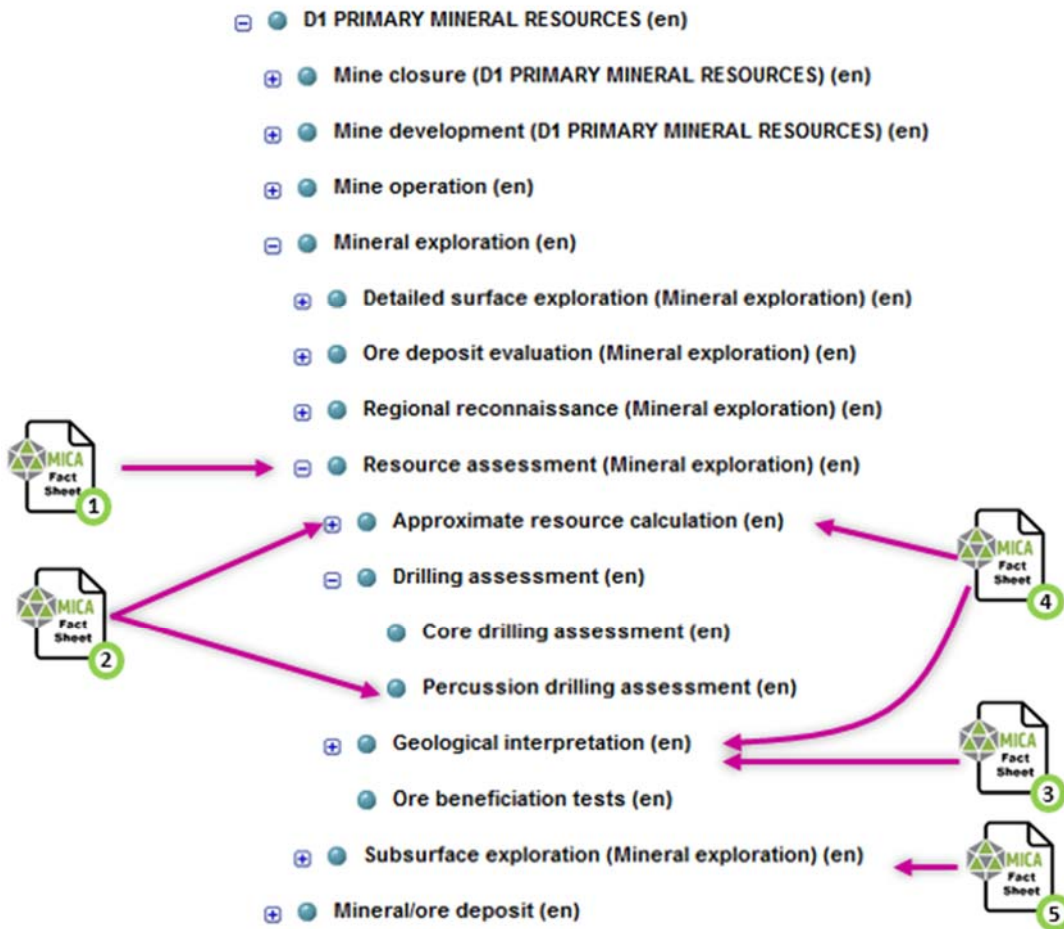 D1 PRIMARY MINERAL RESOURCES (en)
Mine closure (D1 PRIMARY MINERAL RESOURCES) (en)
Mine development (D1 PRIMARY MINERAL RESOURCES) (en)
Mine operation (en)
Mineral exploration (en)
Detailed surface exploration (Mineral exploration) (en)
Ore deposit evaluation (Mineral exploration) (en)
Regional reconnaissance (Mineral exploration) (en)
MICA
Fact
Sheet
1
Resource assessment (Mineral exploration) (en)
Approximate resource calculation (en)
MICA
Fact
Sheet
4
MICA
Fact
Sheet
2
Drilling assessment (en)
Core drilling assessment (en)
Percussion drilling assessment (en)
Geological interpretation (en)
MICA
Fact
Sheet
3
Ore beneficiation tests (en)
Subsurface exploration (Mineral exploration) (en)
MICA
Fact
Sheet
5
Mineral/ore deposit (en)